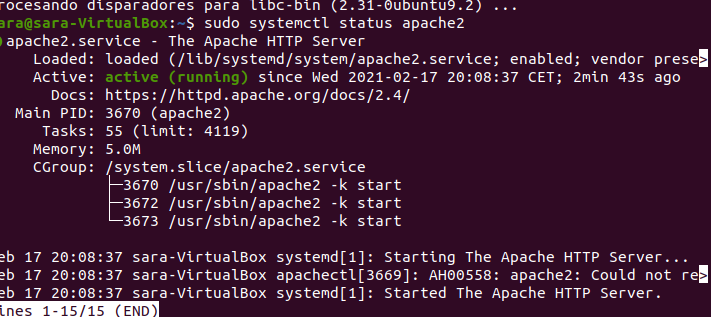 rocesando disparadores para libc-bin (2.31-0ubuntu9.2) ...
ara@sara-VirtualBox:~$ sudo systemctl status apache2
apache2.service - The Apache HTTP Server
Loaded: loaded (/lib/systemd/system/apache2.service; enabled; vendor prese>
Active: active (running) since Wed 2021-02-17 20:08:37 CET; 2min 43s ago
Docs: https://httpd.apache.org/docs/2.4/
Main PID: 3670 (apache2)
Tasks: 55 (limit: 4119)
Memory: 5.0M
CGroup: /system.slice/apache2.service
├─3670 /usr/sbin/apache2 -k start
├─3672 /usr/sbin/apache2 -k start
└─3673 /usr/sbin/apache2 -k start
eb 17 20:08:37 sara-VirtualBox systemd[1]: Starting The Apache HTTP Server...
eb 17 20:08:37 sara-VirtualBox apachectl[3669]: AH00558: apache2: Could not re>
eb 17 20:08:37 sara-VirtualBox systemd[1]: Started The Apache HTTP Server.
ines 1-15/15 (END)